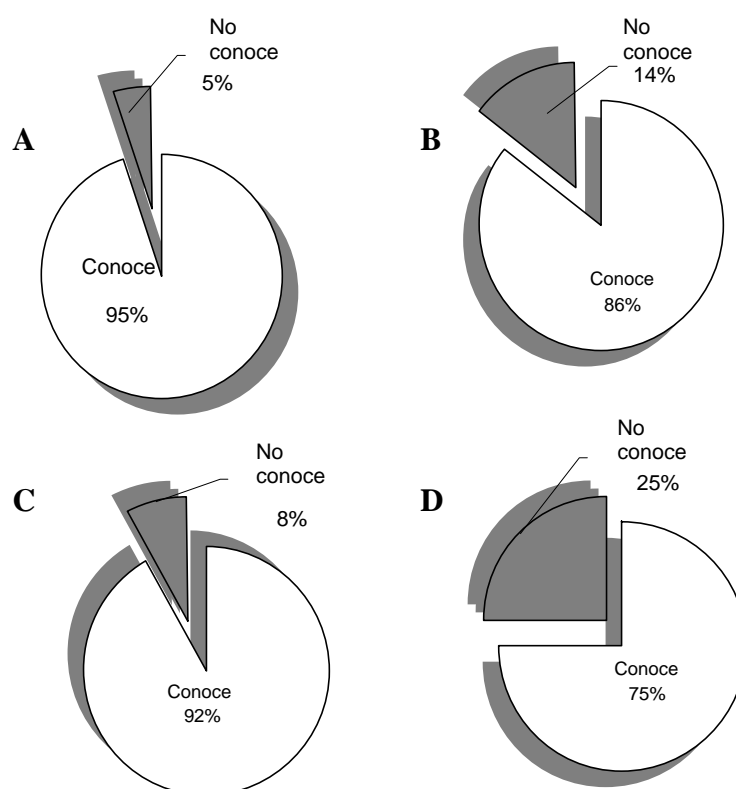 No
conoce
5%
A
Conoce
95%
No
conoce
14%
B
Conoce
86%
No
conoce
8%
C
Conoce
92%
No
conoce
25%
D
Conoce
75%